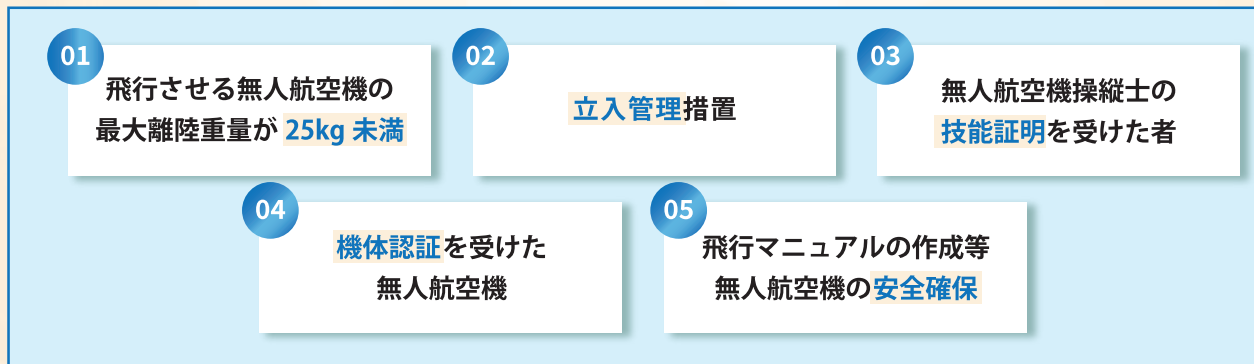 01
飛行させる無人航空機の
最大離陸重量が 25kg 未満
02
立入管理措置
03
無人航空機操縦士の
技能証明を受けた者
04
機体認証を受けた
無人航空機
05
飛行マニュアルの作成等
無人航空機の安全確保